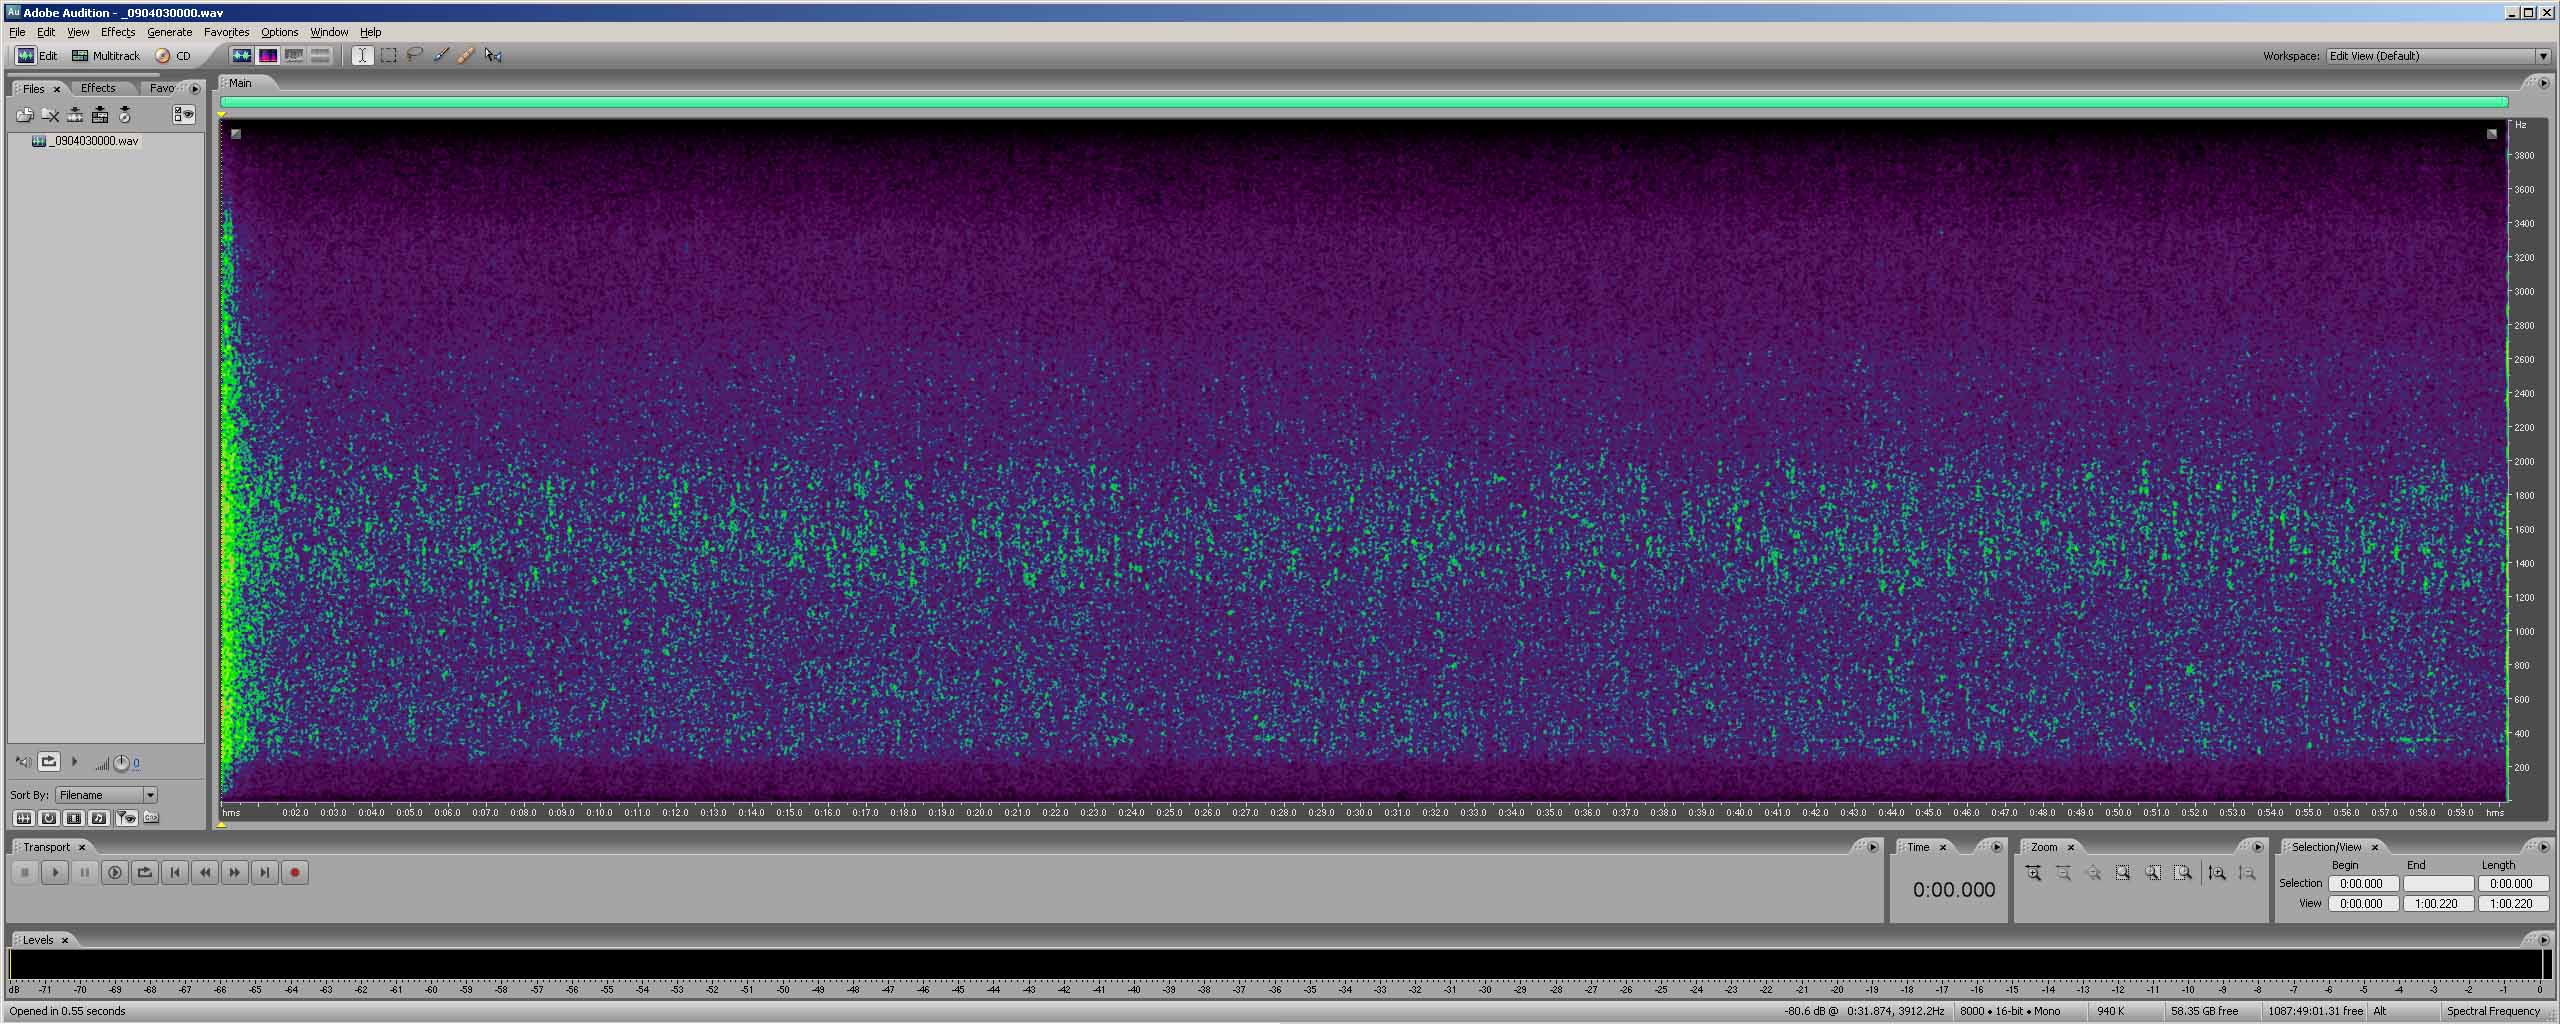 Adobe Audition - _0904030000.wav
File Edit View Effects Generate Favorites Options Window Help
Edit Multitrack CD Workspace: Edit View (Default)
Files Effects Favo Main
_0904030000.wav
Hz
3800
3600
3400
3200
3000
2800
2600
2400
2200
2000
1800
1600
1400
1200
1000
800
600
400
200
0
Sort By: Filename
hms 0:02.0 0:03.0 0:04.0 0:05.0 0:06.0 0:07.0 0:08.0 0:09.0 0:10.0 0:11.0 0:12.0 0:13.0 0:14.0 0:15.0 0:16.0 0:17.0 0:18.0 0:19.0 0:20.0 0:21.0 0:22.0 0:23.0 0:24.0 0:25.0 0:26.0 0:27.0 0:28.0 0:29.0 0:30.0 0:31.0 0:32.0 0:33.0 0:34.0 0:35.0 0:36.0 0:37.0 0:38.0 0:39.0 0:40.0 0:41.0 0:42.0 0:43.0 0:44.0 0:45.0 0:46.0 0:47.0 0:48.0 0:49.0 0:50.0 0:51.0 0:52.0 0:53.0 0:54.0 0:55.0 0:56.0 0:57.0 0:58.0 0:59.0 hms
Transport Time Zoom Selection/View
Begin End Length
Selection 0:00.000 0:00.000
View 0:00.000 1:00.220 1:00.220
0:00.000
Levels
dB -71 -70 -69 -68 -67 -66 -65 -64 -63 -62 -61 -60 -59 -58 -57 -56 -55 -54 -53 -52 -51 -50 -49 -48 -47 -46 -45 -44 -43 -42 -41 -40 -39 -38 -37 -36 -35 -34 -33 -32 -31 -30 -29 -28 -27 -26 -25 -24 -23 -22 -21 -20 -19 -18 -17 -16 -15 -14 -13 -12 -11 -10 -9 -8 -7 -6 -5 -4 -3 -2 -1 0
Opened in 0.55 seconds -80.6 dB @ 0:31.874, 3912.2Hz 8000 • 16-bit • Mono 940 K 58.35 GB free 1087:49:01.31 free Alt Spectral Frequency